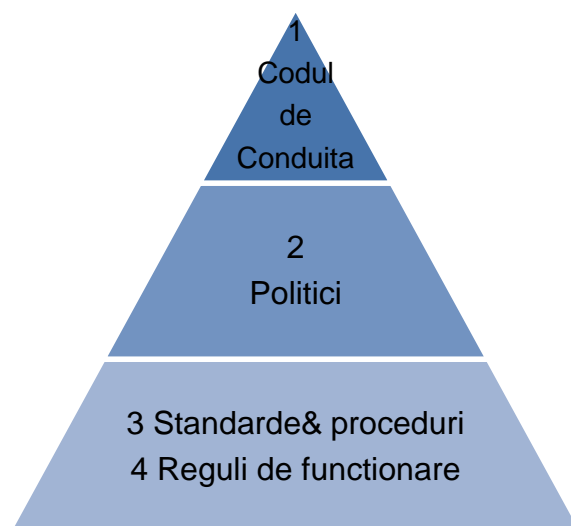 1
Codul
de
Conduita
2
Politici
3 Standarde& proceduri
4 Reguli de functionare